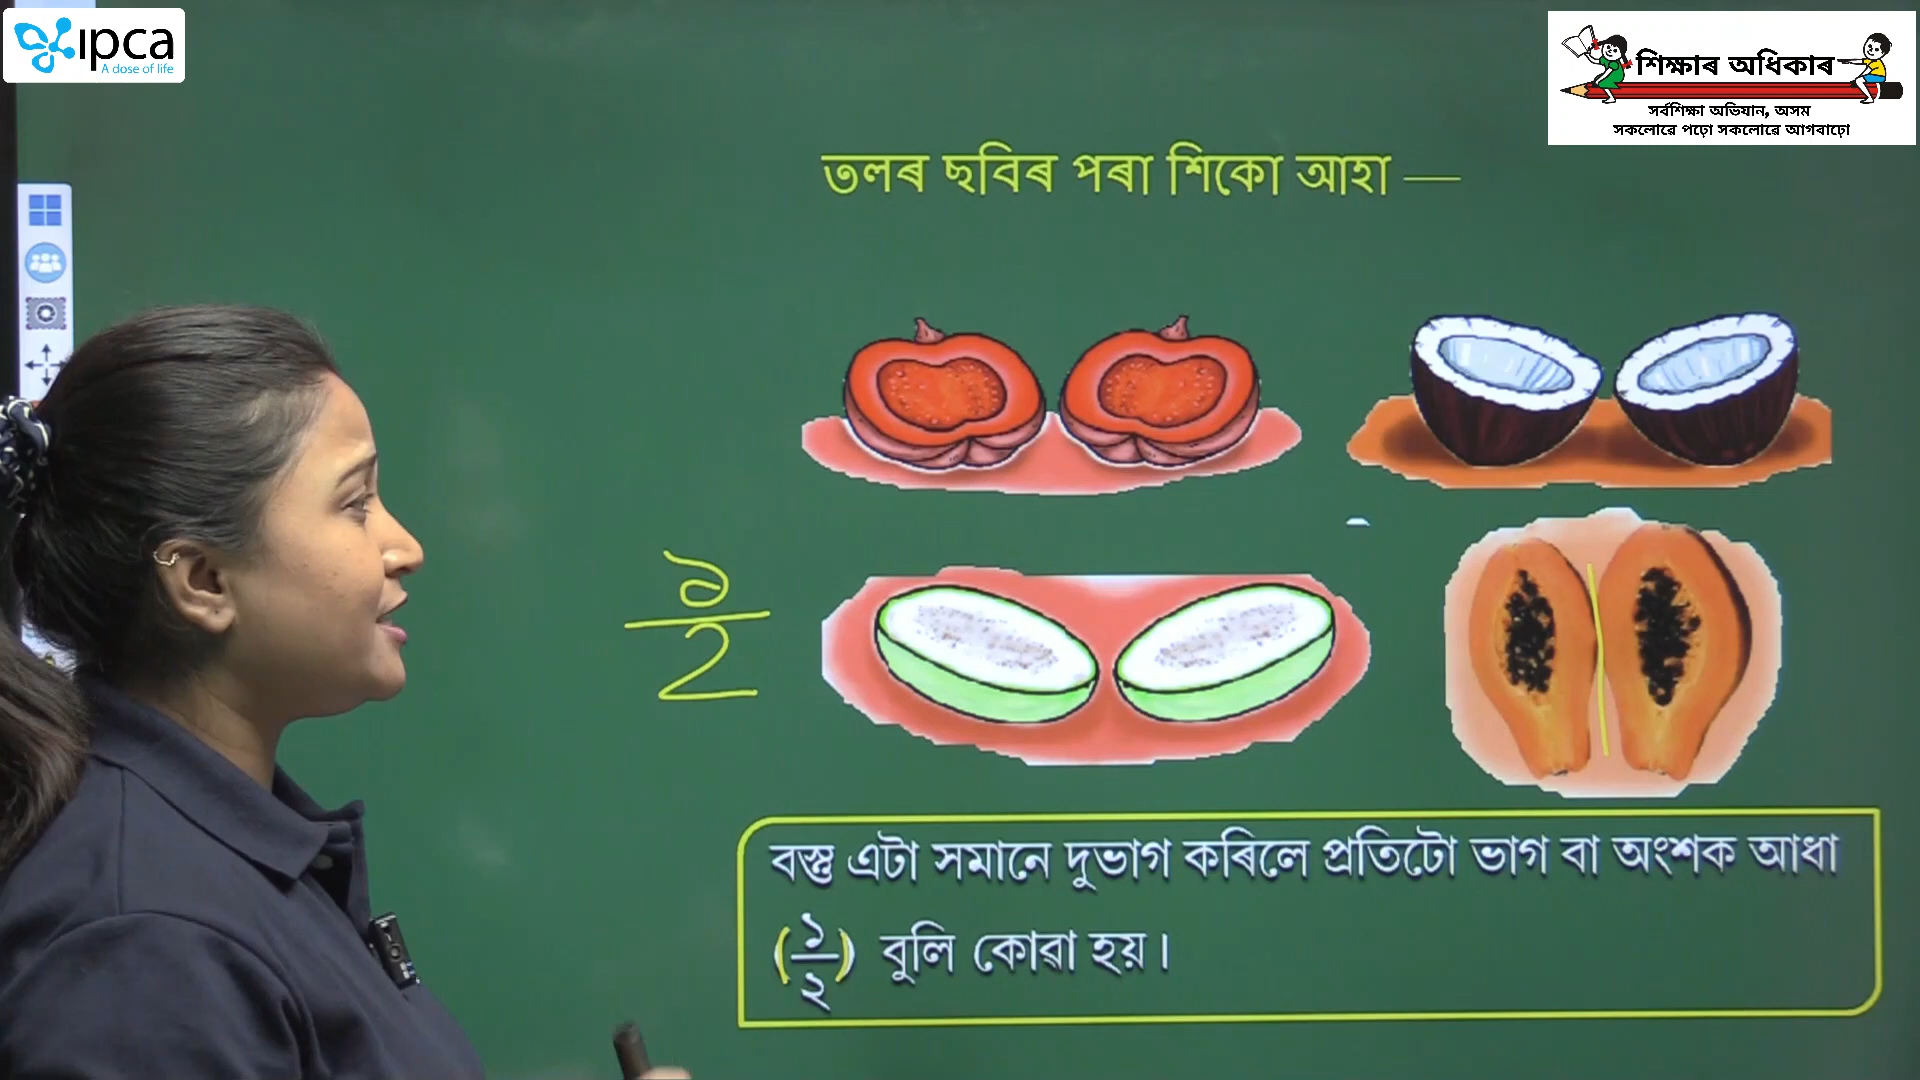 ipca
A dose of life
শিক্ষাৰ অধিকাৰ
সৰ্বশিক্ষা অভিযান, অসম
সকলোৱে পঢ়ো সকলোৱে আগবাঢ়ো
তলৰ ছবিৰ পৰা শিকো আহা —
১
২
বস্তু এটা সমানে দুভাগ কৰিলে প্ৰতিটো ভাগ বা অংশক আধা
(১/২) বুলি কোৱা হয়।